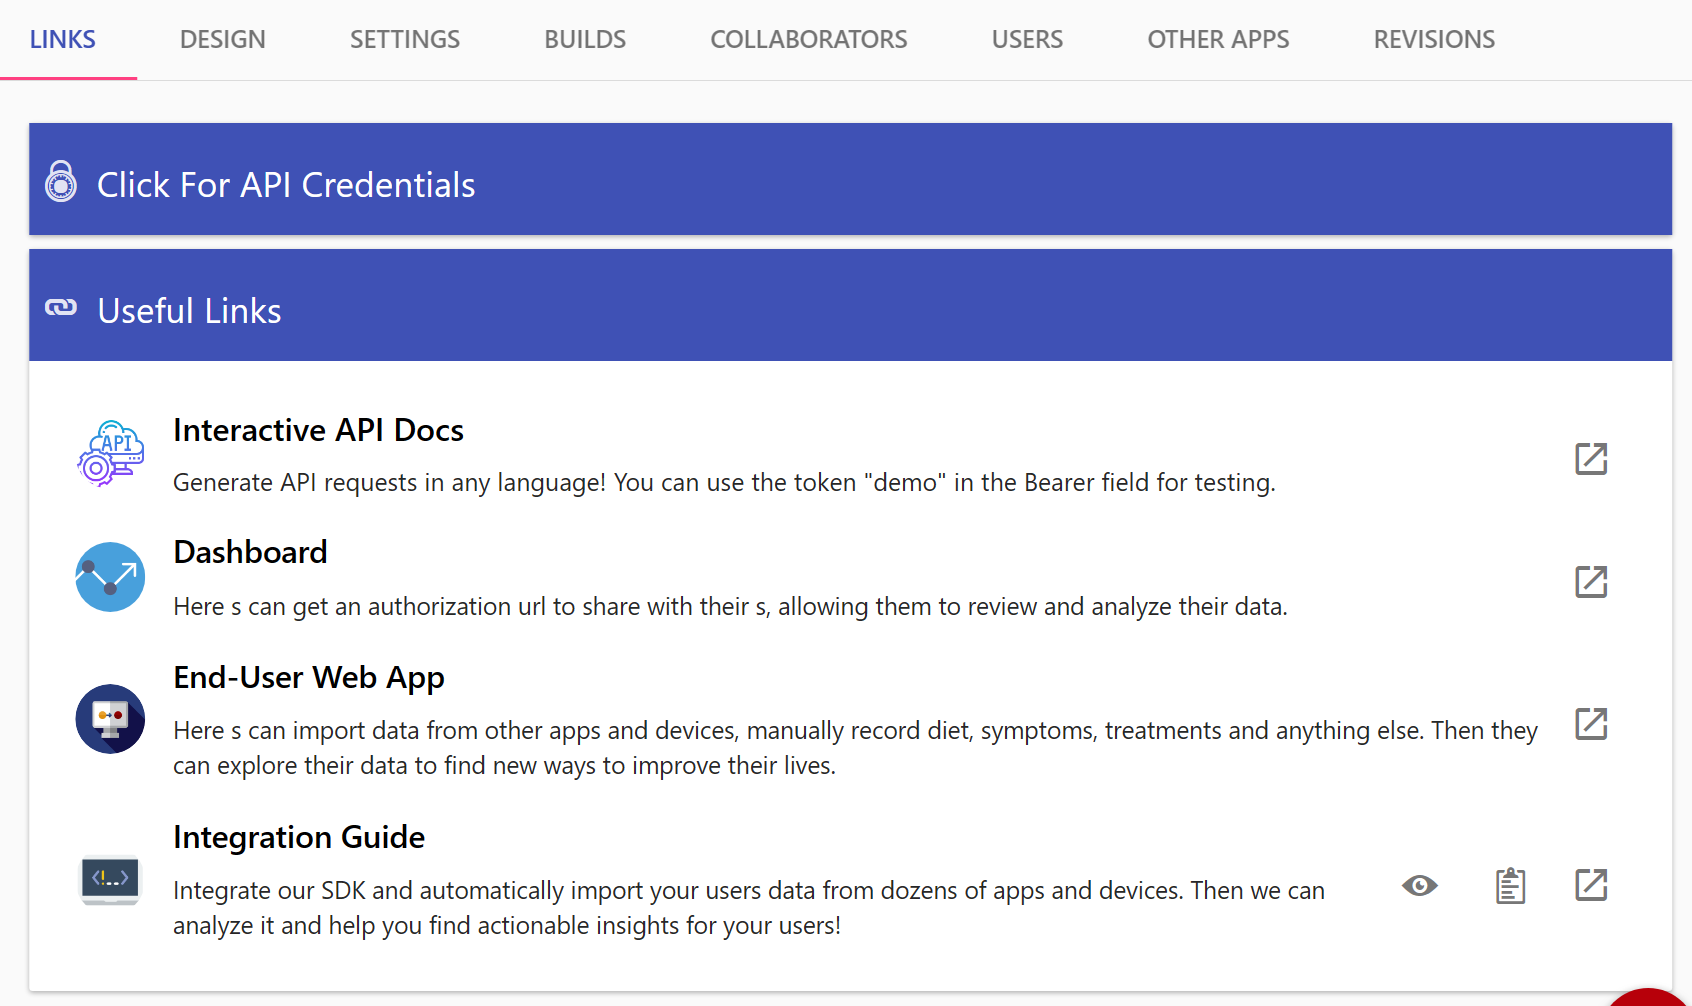 LINKS DESIGN SETTINGS BUILDS COLLABORATORS USERS OTHER APPS REVISIONS
Click For API Credentials
Useful Links
API
Interactive API Docs
Generate API requests in any language! You can use the token "demo" in the Bearer field for testing.
Dashboard
Here s can get an authorization url to share with their s, allowing them to review and analyze their data.
End-User Web App
Here s can import data from other apps and devices, manually record diet, symptoms, treatments and anything else. Then they
can explore their data to find new ways to improve their lives.
Integration Guide
<!..>
Integrate our SDK and automatically import your users data from dozens of apps and devices. Then we can
analyze it and help you find actionable insights for your users!